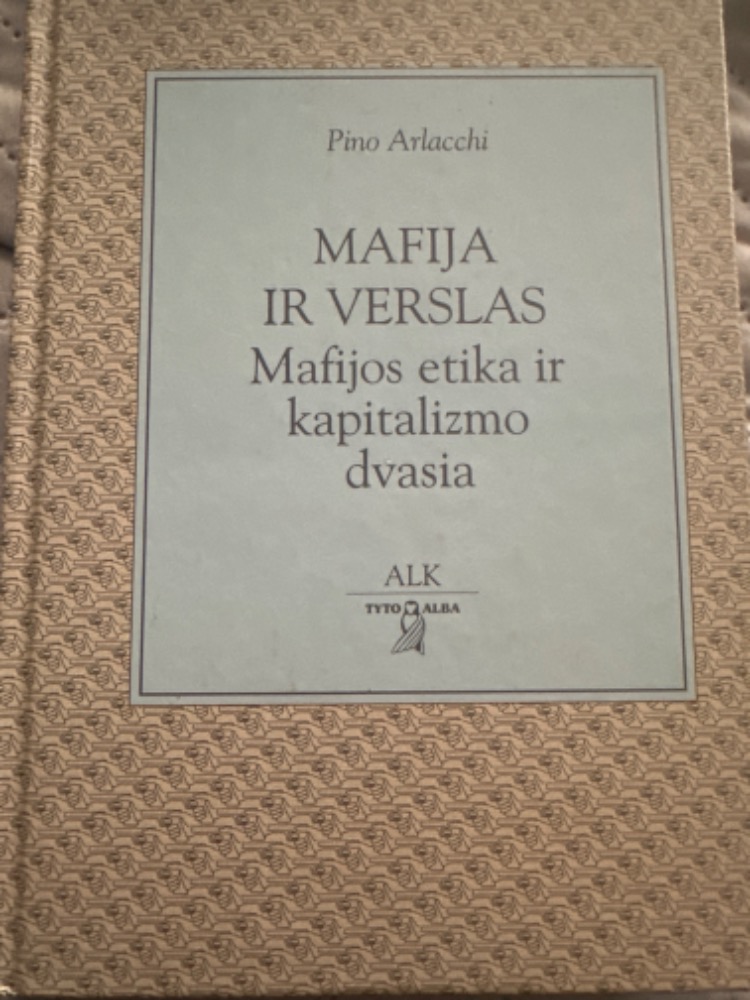 Pino Arlacchi
MAFIJA
IR VERSLAS
Mafijos etika ir
kapitalizmo
dvasia
ALK
TYTO ALBA